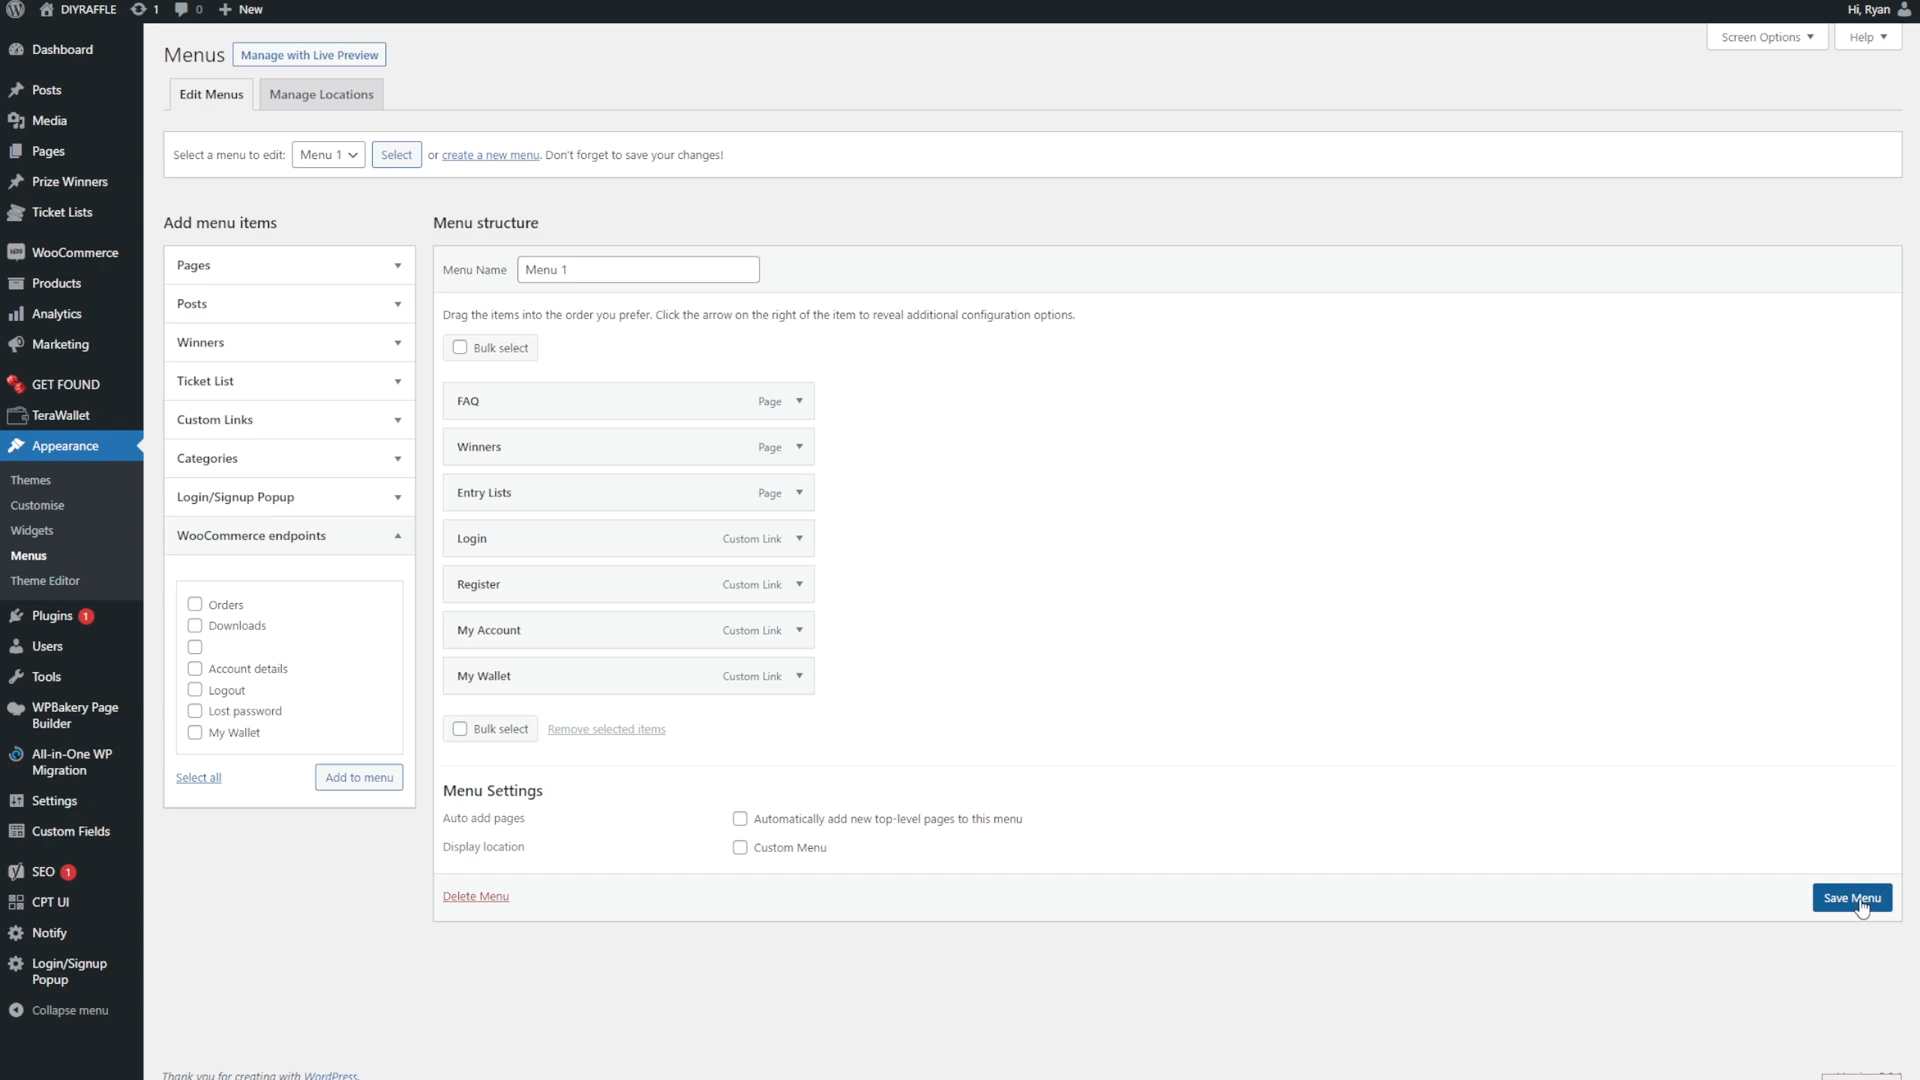 DIYRAFFLE 1 0 New Hi, Ryan
Dashboard
Posts
Media
Pages
Prize Winners
Ticket Lists
WooCommerce
Products
Analytics
Marketing
GET FOUND
TeraWallet
Appearance
Themes
Customise
Widgets
Menus
Theme Editor
Plugins 1
Users
Tools
WPBakery Page
Builder
All-in-One WP
Migration
Settings
Custom Fields
SEO 1
CPT UI
Notify
Login/Signup
Popup
Collapse menu
Screen Options Help
Menus Manage with Live Preview
Edit Menus Manage Locations
Select a menu to edit: Menu 1 Select or create a new menu. Don't forget to save your changes!
Add menu items
Pages
Posts
Winners
Ticket List
Custom Links
Categories
Login/Signup Popup
WooCommerce endpoints
Orders
Downloads
Account details
Logout
Lost password
My Wallet
Select all Add to menu
Menu structure
Menu Name Menu 1
Drag the items into the order you prefer. Click the arrow on the right of the item to reveal additional configuration options.
Bulk select
FAQ Page
Winners Page
Entry Lists Page
Login Custom Link
Register Custom Link
My Account Custom Link
My Wallet Custom Link
Bulk select Remove selected items
Menu Settings
Auto add pages Automatically add new top-level pages to this menu
Display location Custom Menu
Delete Menu Save Menu
Thank you for creating with WordPress.